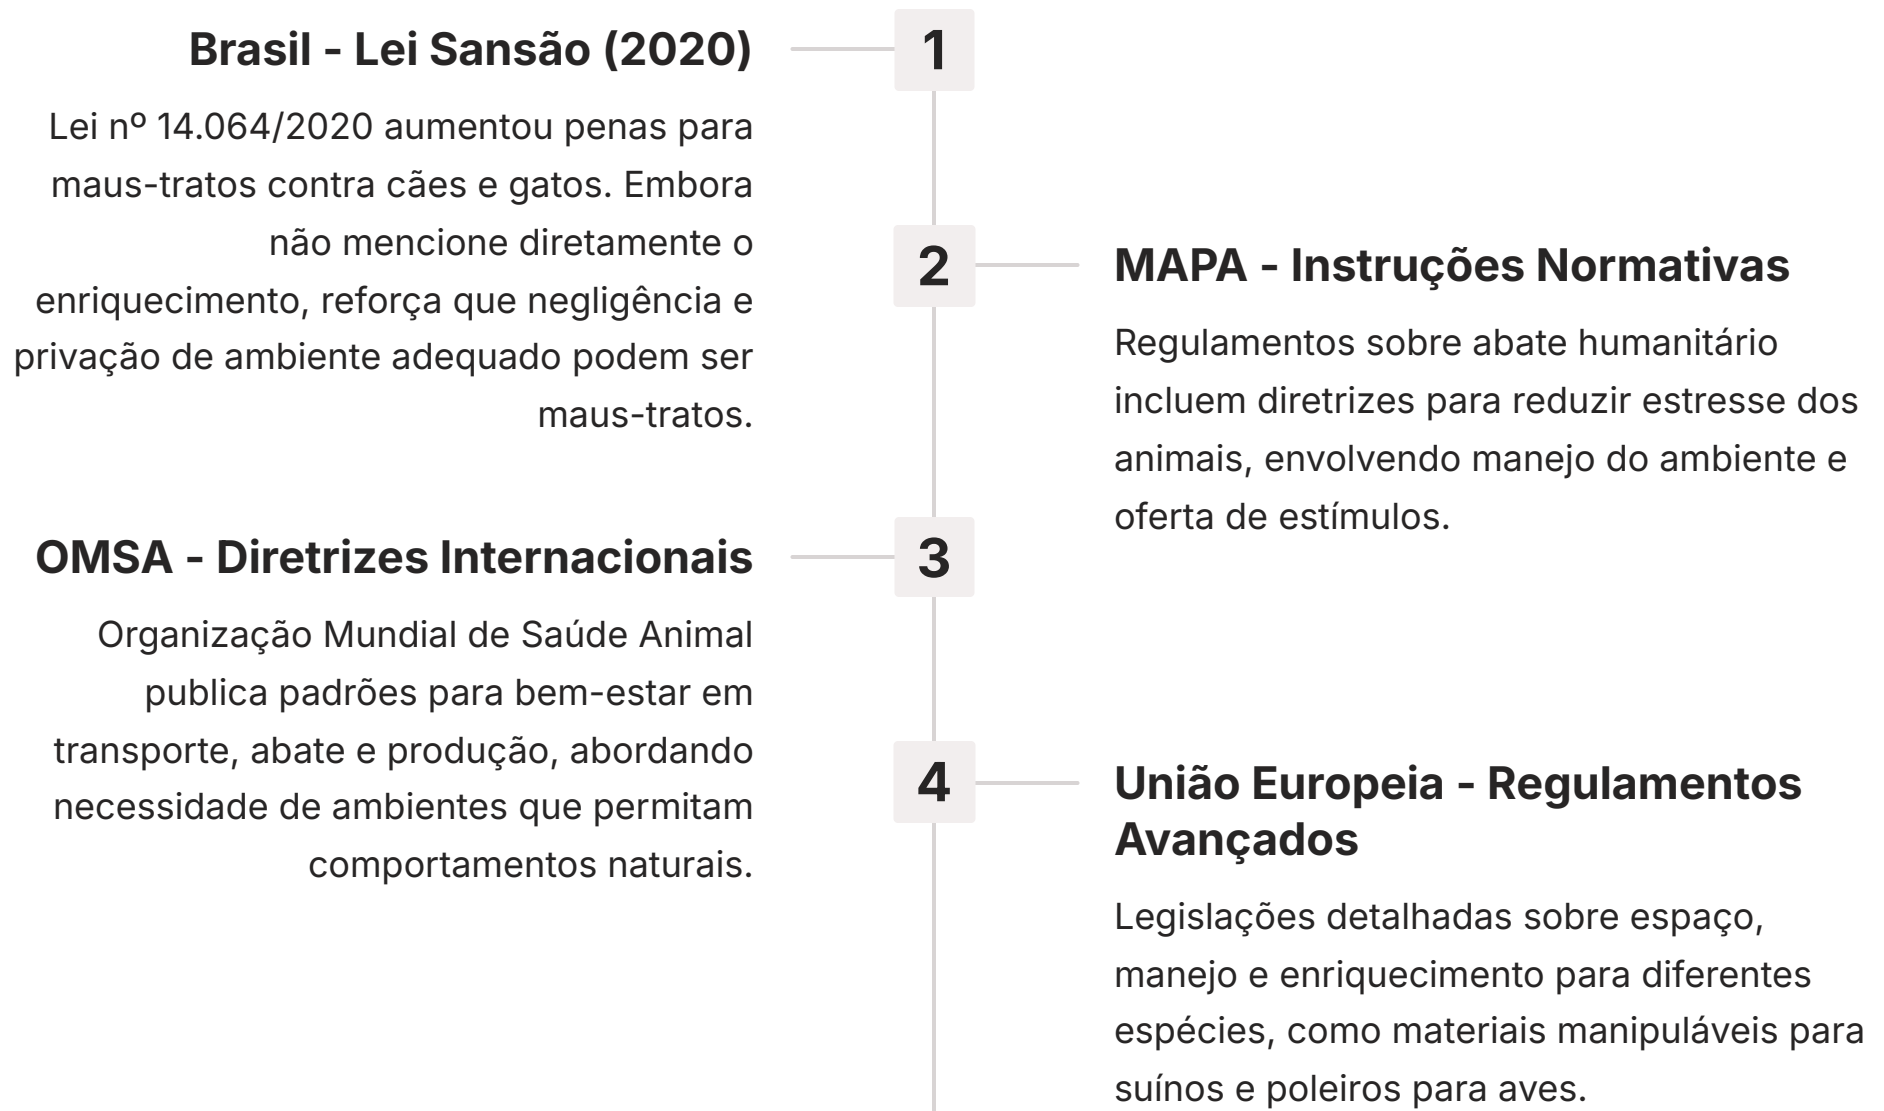 Brasil - Lei Sansão (2020)
1
Lei nº 14.064/2020 aumentou penas para
maus-tratos contra cães e gatos. Embora
não mencione diretamente o
enriquecimento, reforça que negligência e
privação de ambiente adequado podem ser
maus-tratos.
2
MAPA - Instruções Normativas
Regulamentos sobre abate humanitário
incluem diretrizes para reduzir estresse dos
animais, envolvendo manejo do ambiente e
oferta de estímulos.
OMSA - Diretrizes Internacionais
3
Organização Mundial de Saúde Animal
publica padrões para bem-estar em
transporte, abate e produção, abordando
necessidade de ambientes que permitam
comportamentos naturais.
4
União Europeia - Regulamentos
Avançados
Legislações detalhadas sobre espaço,
manejo e enriquecimento para diferentes
espécies, como materiais manipuláveis para
suínos e poleiros para aves.